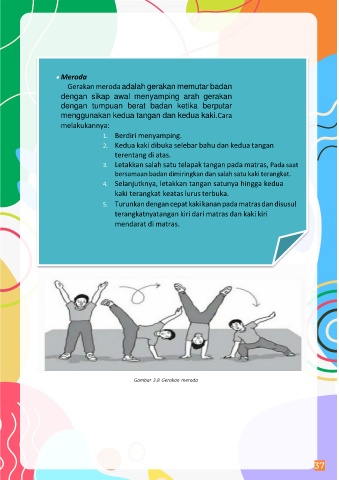 Meroda
Gerakan meroda adalah gerakan memutar badan
dengan sikap awal menyamping arah gerakan
dengan tumpuan berat badan ketika berputar
menggunakan kedua tangan dan kedua kaki.Cara
melakukannya:
1. Berdiri menyamping.
2. Kedua kaki dibuka selebar bahu dan kedua tangan
terentang di atas.
3. Letakkan salah satu telapak tangan pada matras, Pada saat
bersamaan badan dimiringkan dan salah satu kaki terangkat.
4. Selanjutknya, letakkan tangan satunya hingga kedua
kaki terangkat keatas lurus terbuka.
5. Turunkan dengan cepat kaki kanan pada matras dan disusul
terangkatnyatangan kiri dari matras dan kaki kiri
mendarat di matras.
Gambar 3.8 Gerakan meroda
37